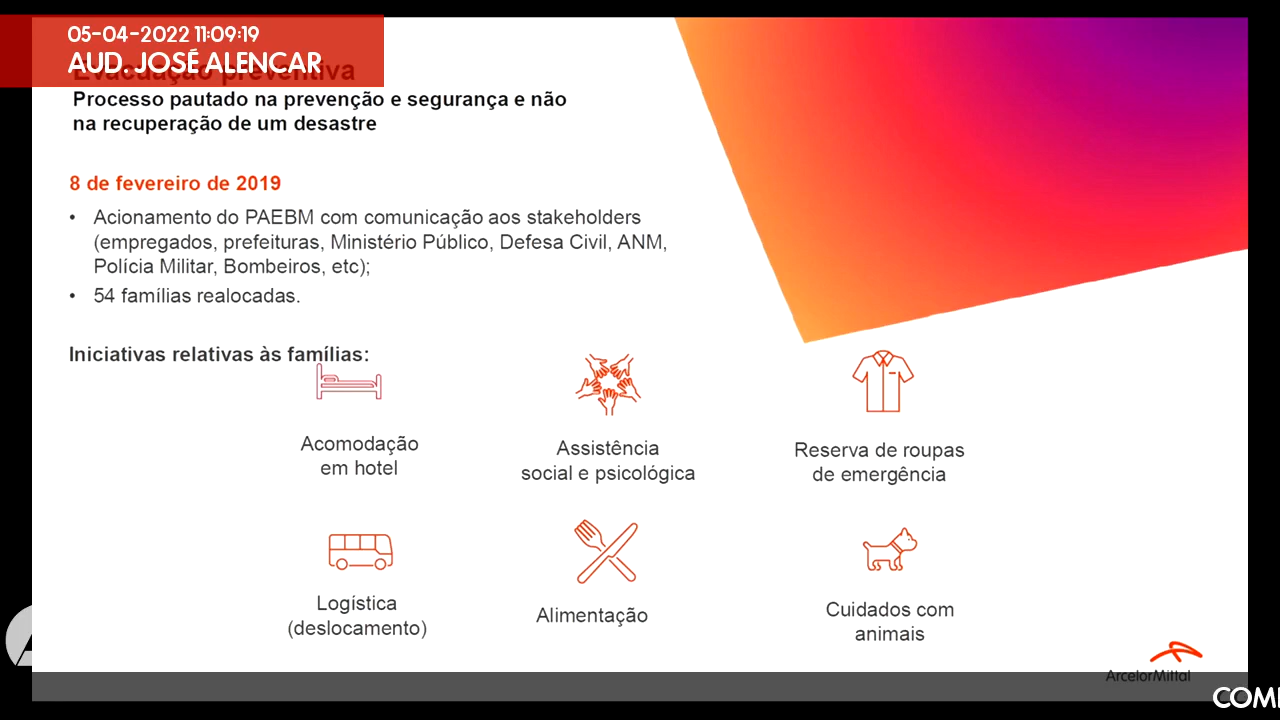 05-04-2022 11:09:19
AUD. JOSÉ ALENCAR
Evacuação preventiva
Processo pautado na prevenção e segurança e não
na recuperação de um desastre
8 de fevereiro de 2019
• Acionamento do PAEBM com comunicação aos stakeholders
(empregados, prefeituras, Ministério Público, Defesa Civil, ANM,
Polícia Militar, Bombeiros, etc);
• 54 famílias realocadas.
Iniciativas relativas às famílias:
Acomodação
em hotel
Assistência
social e psicológica
Reserva de roupas
de emergência
Logística
(deslocamento)
Alimentação
Cuidados com
animais
ArcelorMittal